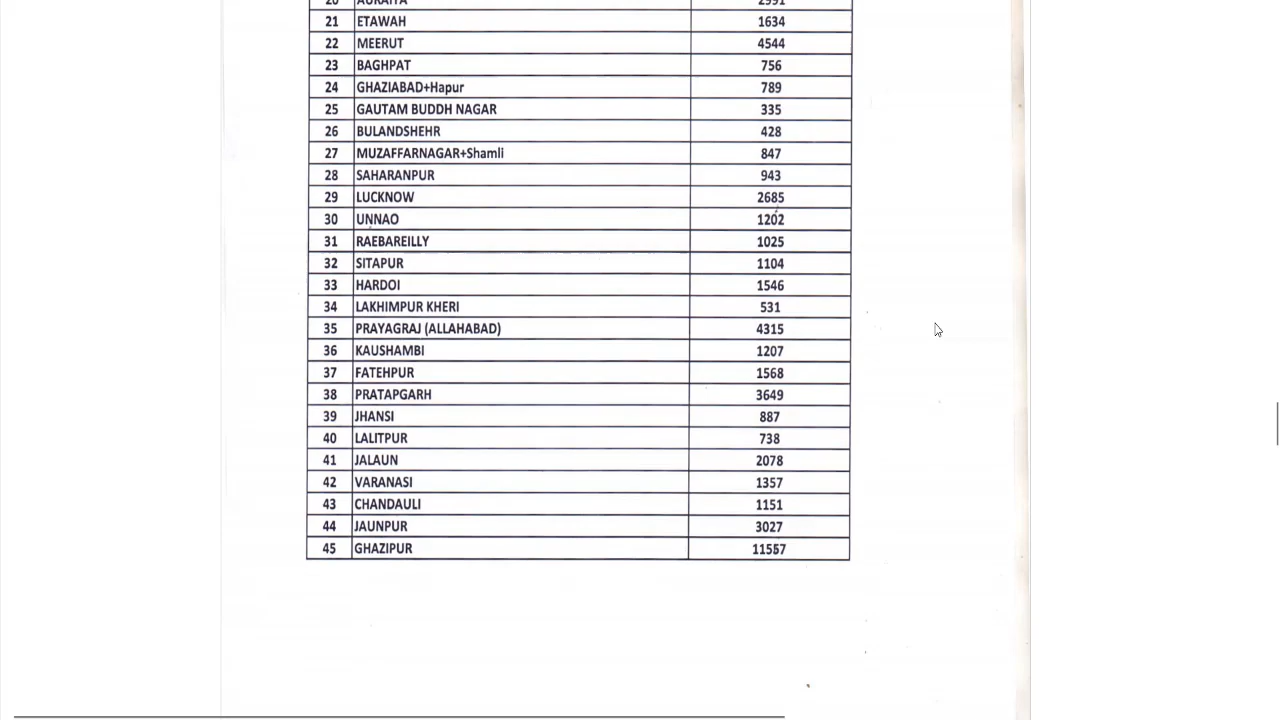 21 ETAWAH 1634
22 MEERUT 4544
23 BAGHPAT 756
24 GHAZIABAD+Hapur 789
25 GAUTAM BUDDH NAGAR 335
26 BULANDSHEHR 428
27 MUZAFFARNAGAR+Shamli 847
28 SAHARANPUR 943
29 LUCKNOW 2685
30 UNNAO 1202
31 RAEBAREILLY 1025
32 SITAPUR 1104
33 HARDOI 1546
34 LAKHIMPUR KHERI 531
35 PRAYAGRAJ (ALLAHABAD) 4315
36 KAUSHAMBI 1207
37 FATEHPUR 1568
38 PRATAPGARH 3649
39 JHANSI 887
40 LALITPUR 738
41 JALAUN 2078
42 VARANASI 1357
43 CHANDAULI 1151
44 JAUNPUR 3027
45 GHAZIPUR 11557